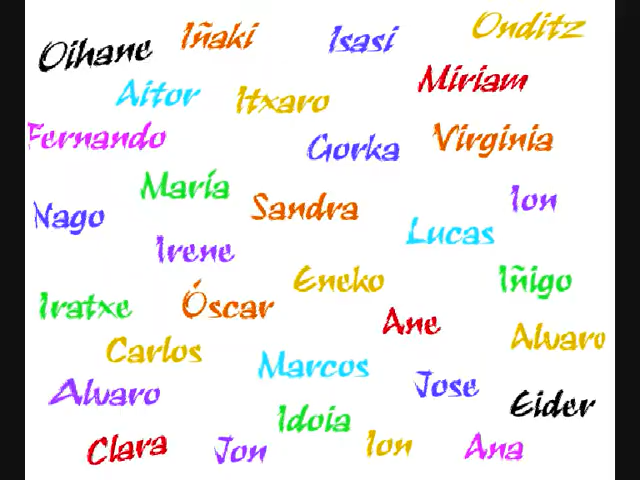 Oihane Iñaki Isasi Onditz
Aitor Itxaro Miriam
Fernando Gorka Virginia
Nago María Sandra Ion
Irene Lucas
Iratxe Óscar Eneko Iñigo
Carlos Ane Alvaro
Alvaro Marcos Jose Eider
Clara Jon Idoia Ion Ana